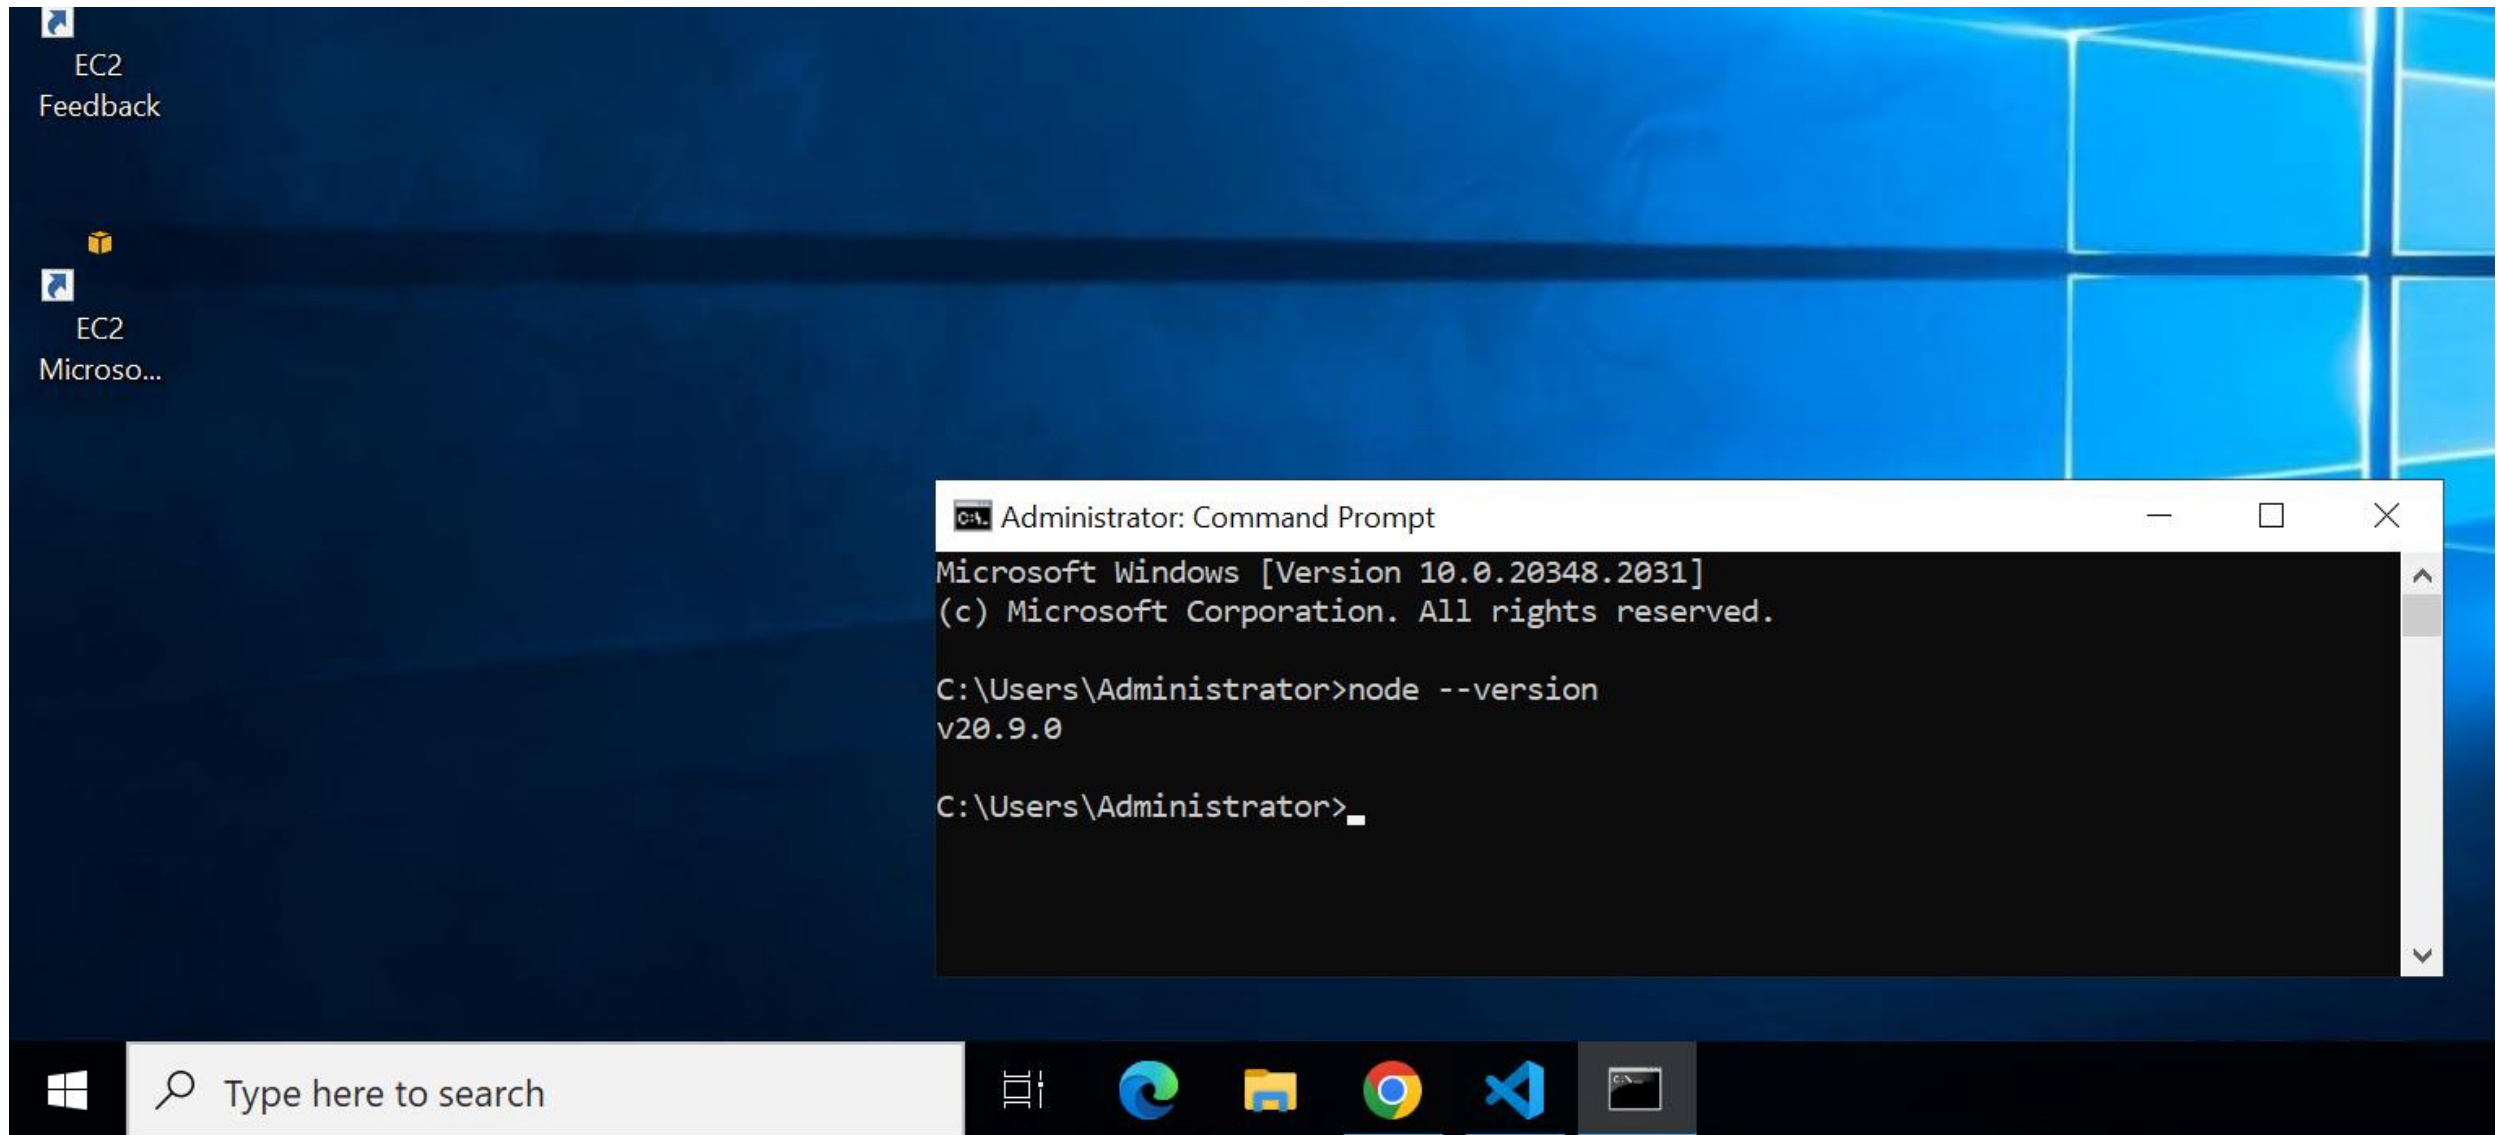 EC2
Feedback
EC2
Microso...
Administrator: Command Prompt
Microsoft Windows [Version 10.0.20348.2031]
(c) Microsoft Corporation. All rights reserved.
C:\Users\Administrator>node --version
v20.9.0
C:\Users\Administrator>
Type here to search